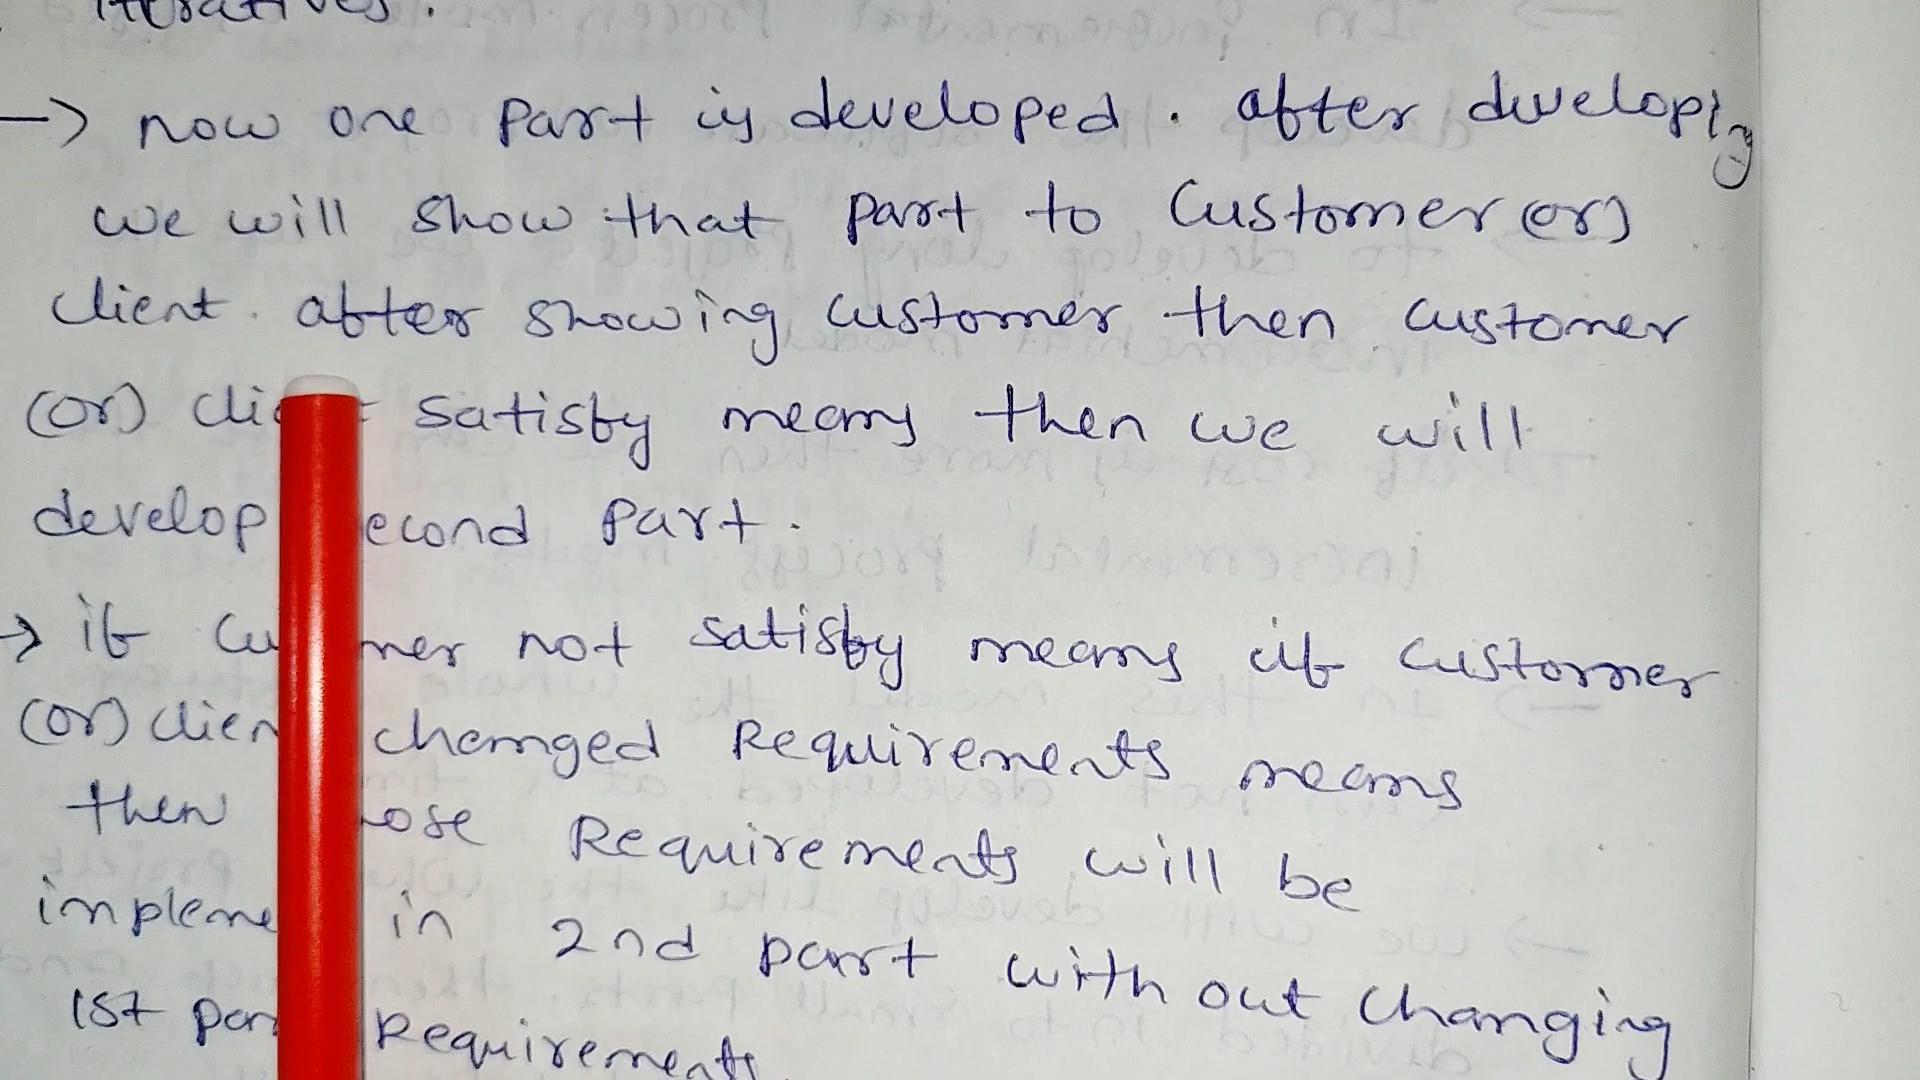 iteratives.
-> now one part is developed. after developing
we will show that part to customer (or)
client. after showing customer then customer
(or) cli satisfy means then we will
develop econd part.
-> if cu mer not satisfy means if customer
(or) clien changed Requirements means
then ose Requirements will be
impleme in 2nd part with out changing
1st par Requirements.